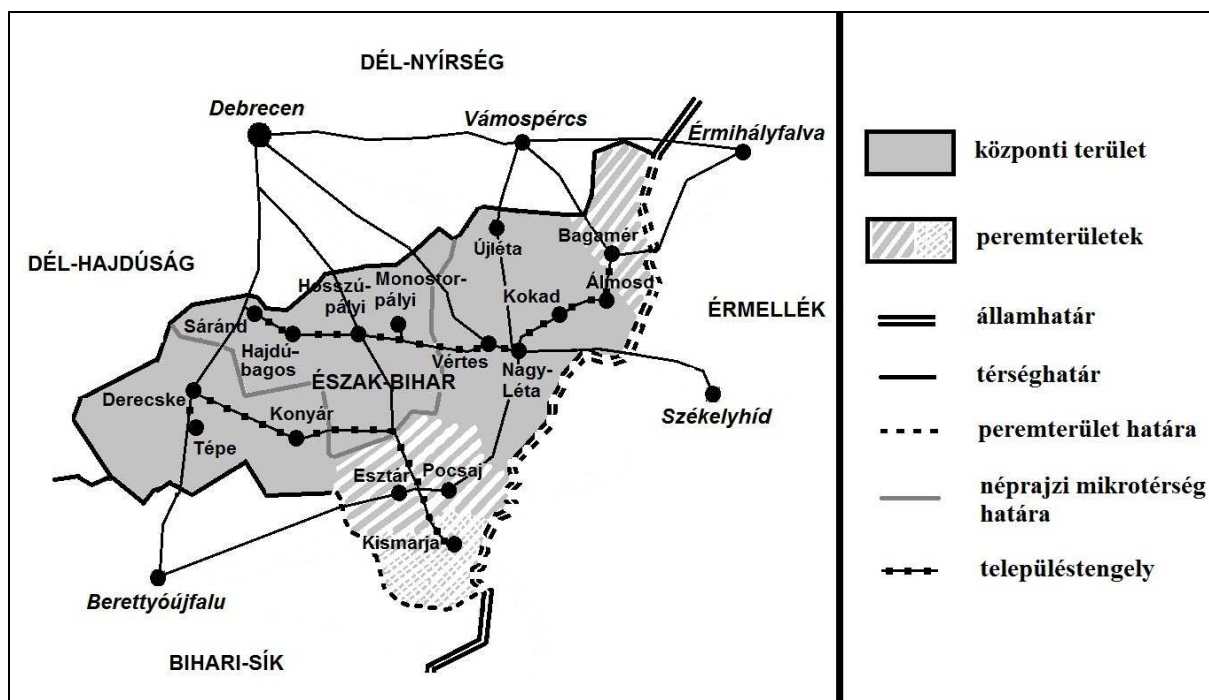 DÉL-NYÍRSÉG
Debrecen
Vámospércs
Érmihályfalva
DÉL-HAJDÚSÁG
Újléta
Bagamér
Hosszú-
pályi
Monostor-
pályi
Kokad
Álmosd
ÉRMELLÉK
Sáránd
Hajdú-
bagos
Vértes
Nagy-
Léta
ÉSZAK-BIHAR
Derecske
Konyár
Tépe
Székelyhíd
Esztár
Pocsaj
Kismarja
Berettyóújfalu
BIHARI-SÍK
központi terület
peremterületek
államhatár
térséghatár
peremterület határa
néprajzi mikrotérség
határa
településtengely